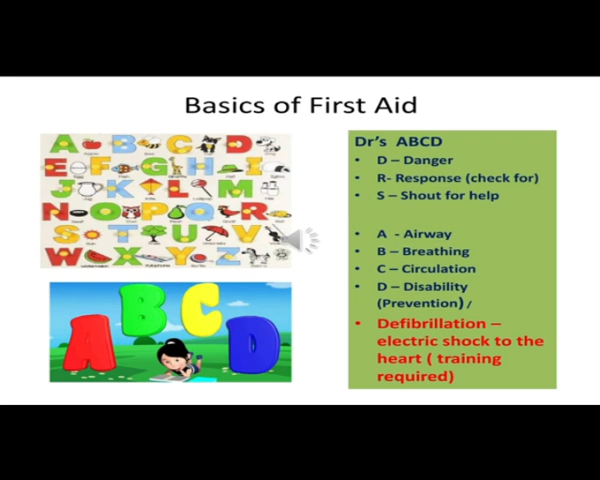 Basics of First Aid
A B C D
E F G H I
J K L M
N O P Q R
S T U V
W X Y Z
A B C D
Dr's ABCD
• D – Danger
• R- Response (check for)
• S – Shout for help
A - Airway
• B – Breathing
• C – Circulation
• D – Disability
(Prevention) /
• Defibrillation –
electric shock to the
heart ( training
required)